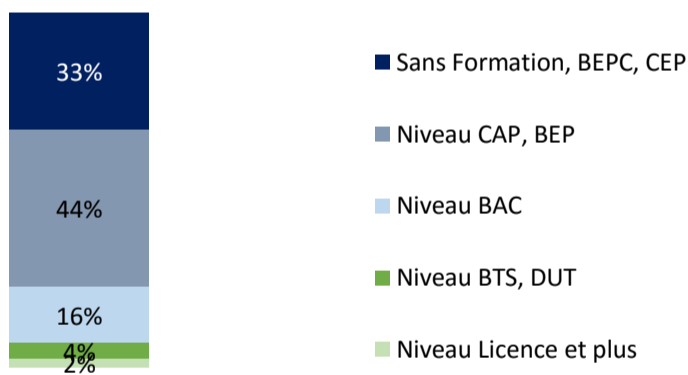 33%
44%
16%
4%
2%
Sans Formation, BEPC, CEP
Niveau CAP, BEP
Niveau BAC
Niveau BTS, DUT
Niveau Licence et plus